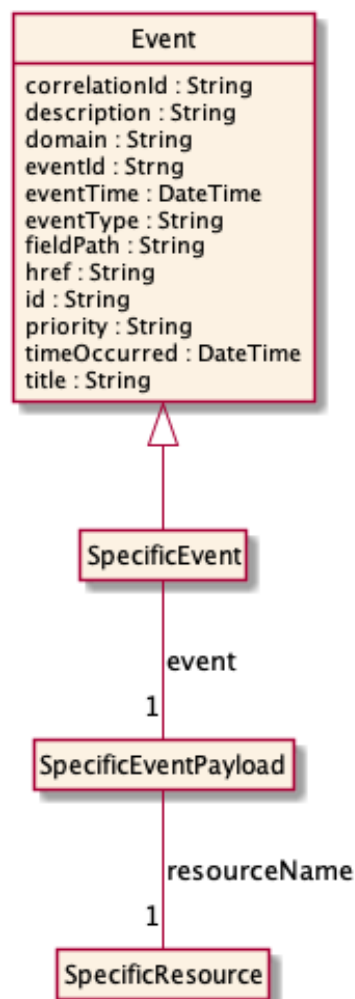 Event
correlationId : String
description : String
domain : String
eventId : Strng
eventTime : DateTime
eventType : String
fieldPath : String
href : String
id : String
priority : String
timeOccurred : DateTime
title : String
SpecificEvent
event
1
SpecificEventPayload
resourceName
1
SpecificResource